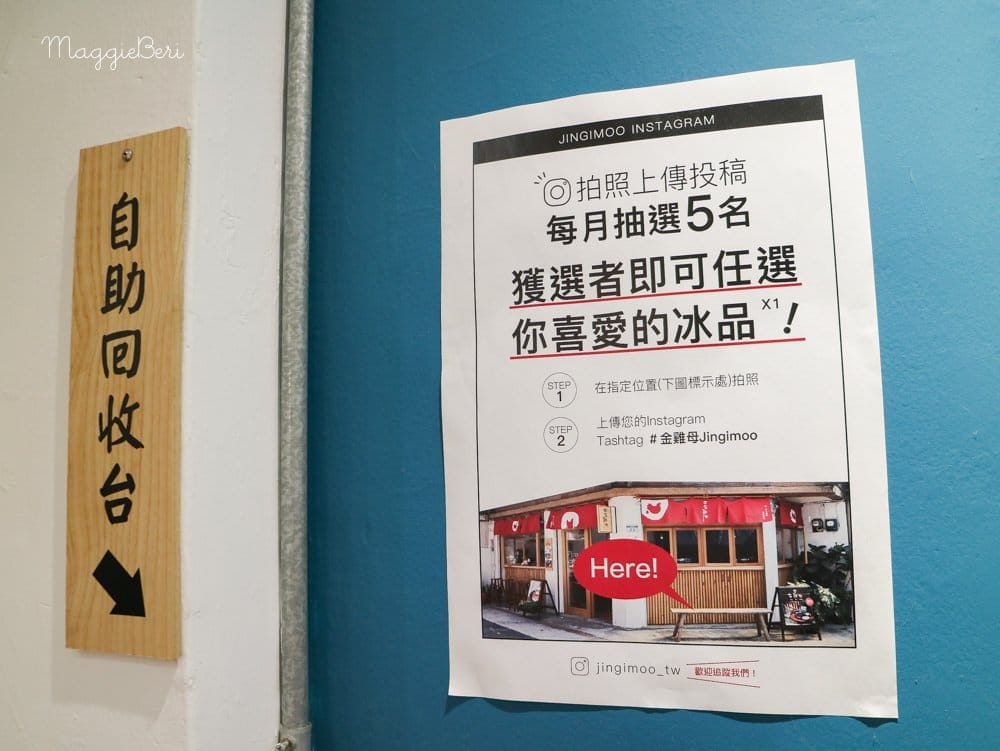 MaggieBeri
自助回收台
JINGIMOO INSTAGRAM
拍照上傳投稿
每月抽選5名
獲選者即可任選
你喜愛的冰品 X1 !
STEP 1
在指定位置(下圖標示處)拍照
STEP 2
上傳您的Instagram
Tashtag #金雞母Jingimoo
Here!
jingimoo_tw 歡迎追蹤我們!